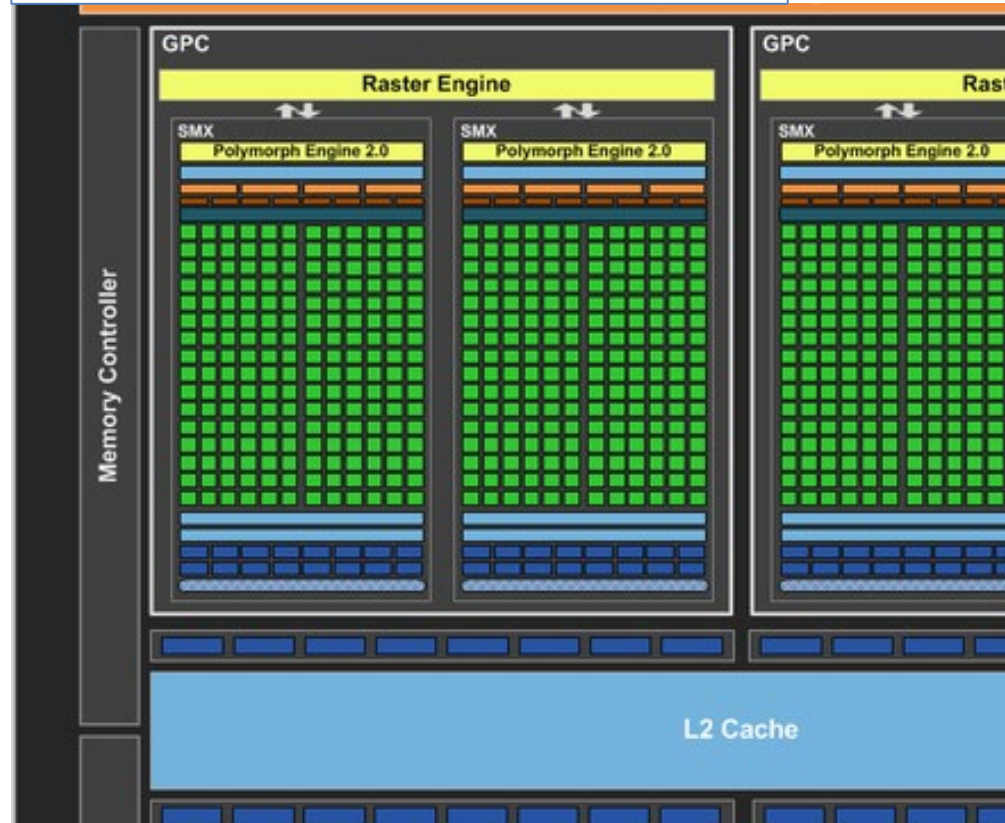 GPC
GPC
Raster Engine
SMX
SMX
SMX
Polymorph Engine 2.0
Polymorph Engine 2.0
Polymorph Engine 2.0
Memory Controller
L2 Cache